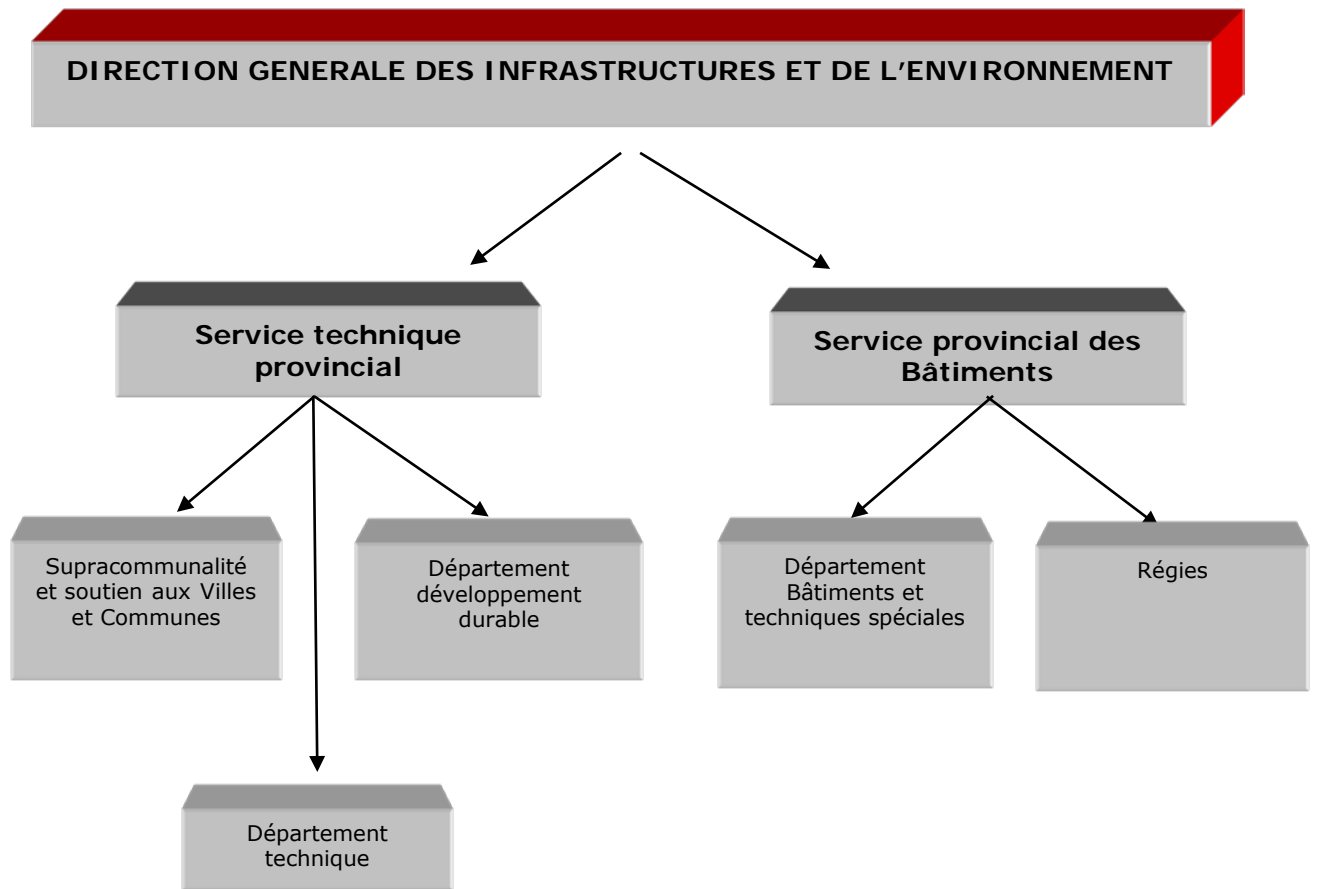 DIRECTION GENERALE DES INFRASTRUCTURES ET DE L'ENVIRONNEMENT
Service technique
provincial
Service provincial des
Bâtiments
Supracommunalité
et soutien aux Villes
et Communes
Département
développement
durable
Département
Bâtiments et
techniques spéciales
Régies
Département
technique